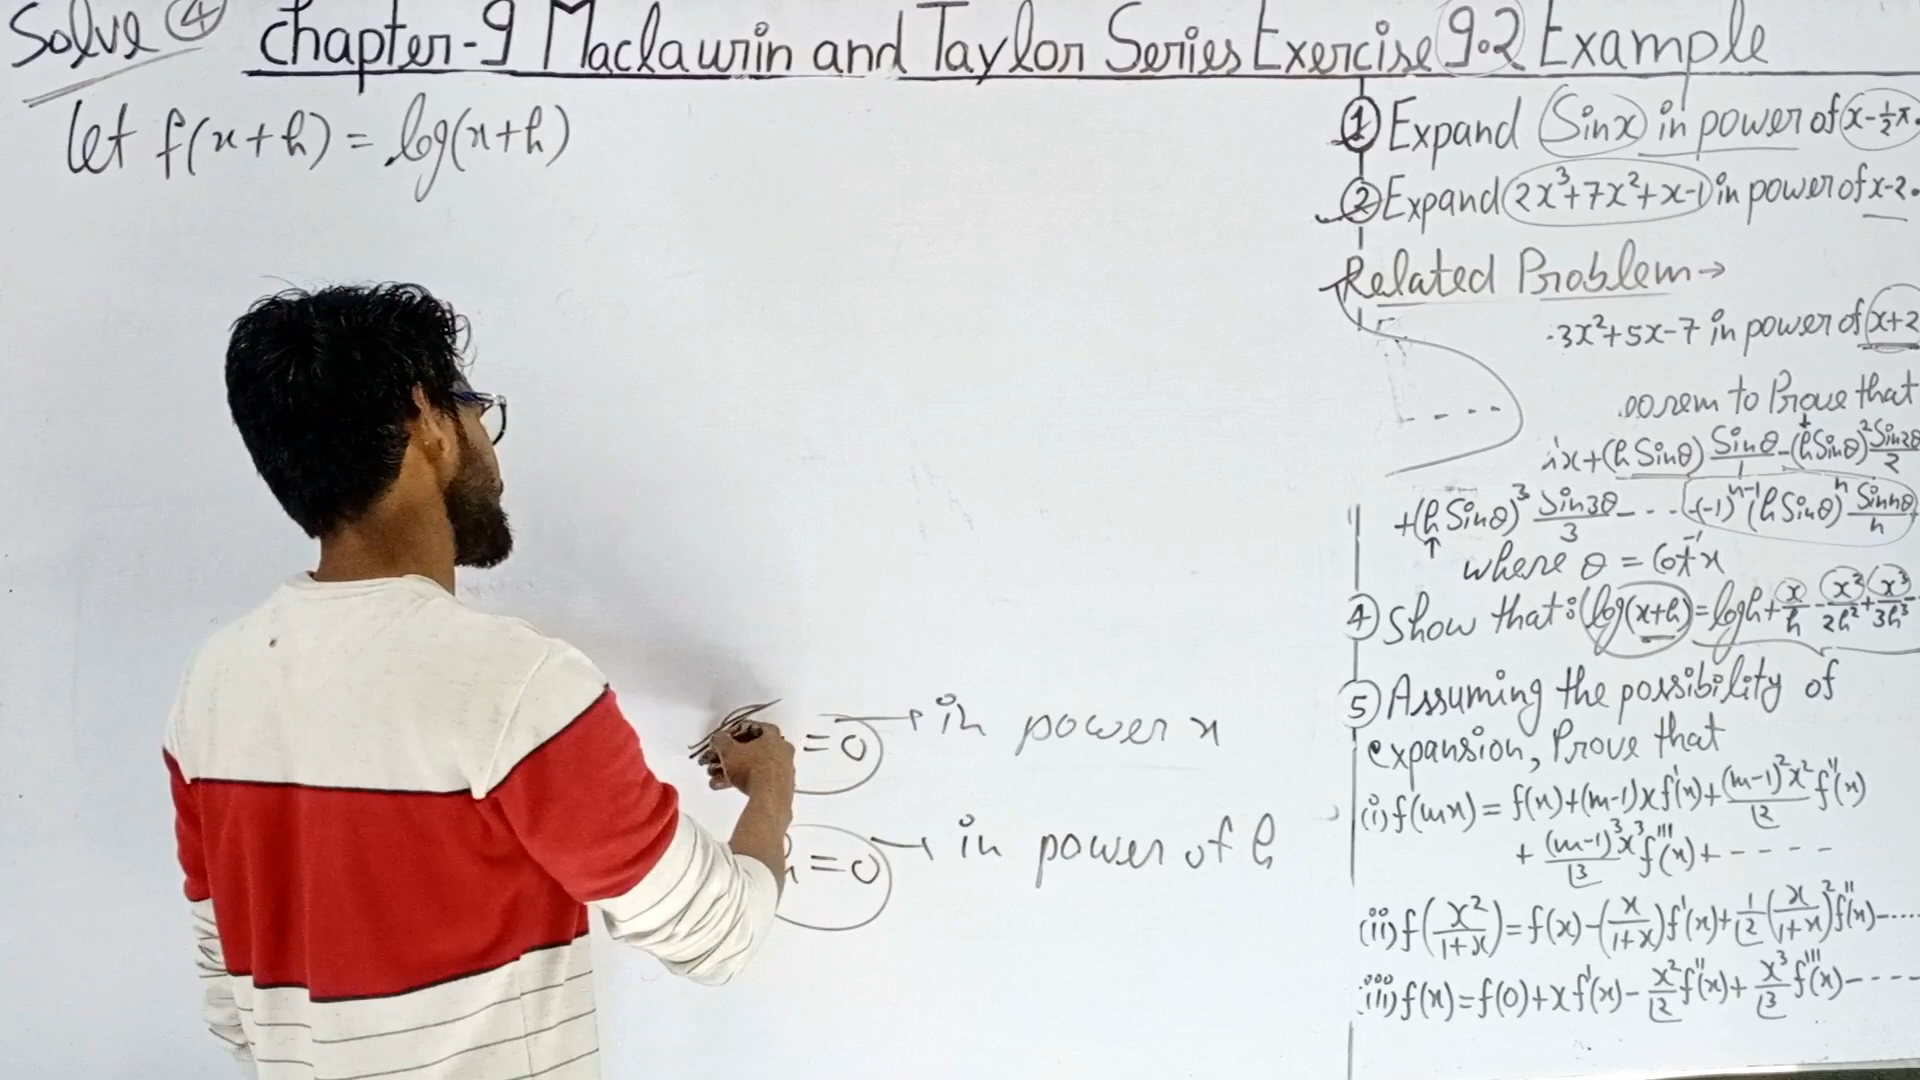 Solve ④ Chapter-9 Maclaurin and Taylor Series Exercise 9.2 Example
let f(x+h) = log(x+h)
=0 → in power x
h=0 → in power of h
① Expand Sinx in power of x-½π.
② Expand 2x³+7x²+x-1 in power of x-2.
Related Problem→
3x²+5x-7 in power of x+2
to Prove that
x+(h Sinθ) Sinθ/1 -(hSinθ)² Sin2θ/2
+(h Sinθ)³ Sin3θ/3 - - - - (-1)ⁿ⁻¹(h Sinθ)ⁿ Sinnθ/n
where θ = Cot⁻¹x
④ Show that: log(x+h)=logh+x/h - x²/2h² + x³/3h³ -
⑤ Assuming the possibility of
expansion, Prove that
(i) f(mx) = f(x)+(m-1)xf'(x)+(m-1)²x²/|2 f''(x)
+ (m-1)³x³/|3 f'''(x)+ - - - -
(ii) f(x²/1+x)=f(x)-(x/1+x)f'(x)+1/|2(x/1+x)²f''(x)-....
(iii) f(x)=f(0)+xf'(x)-x²/|2 f''(x)+x³/|3 f'''(x)- - - -